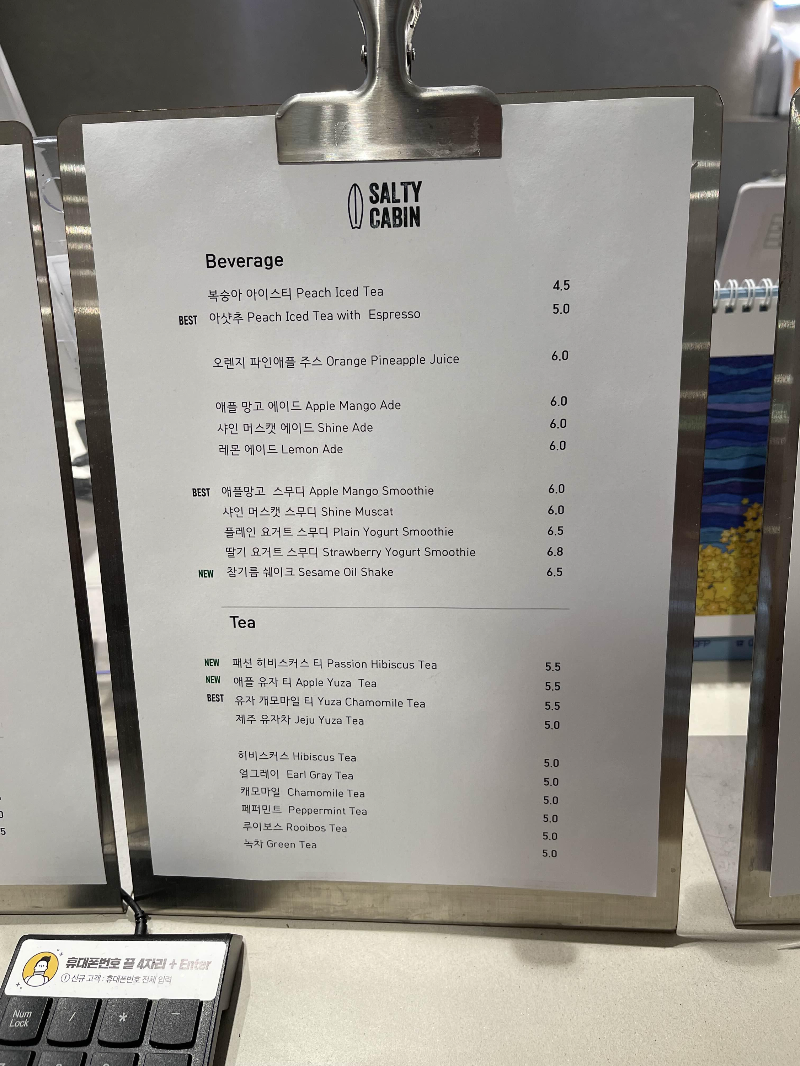 SALTY
CABIN
Beverage
복숭아 아이스티 Peach Iced Tea 4.5
BEST 아샷추 Peach Iced Tea with Espresso 5.0
오렌지 파인애플 주스 Orange Pineapple Juice 6.0
애플 망고 에이드 Apple Mango Ade 6.0
샤인 머스캣 에이드 Shine Ade 6.0
레몬 에이드 Lemon Ade 6.0
BEST 애플망고 스무디 Apple Mango Smoothie 6.0
샤인 머스캣 스무디 Shine Muscat 6.0
플레인 요거트 스무디 Plain Yogurt Smoothie 6.5
딸기 요거트 스무디 Strawberry Yogurt Smoothie 6.8
NEW 참기름 쉐이크 Sesame Oil Shake 6.5
Tea
NEW 패션 히비스커스 티 Passion Hibiscus Tea 5.5
NEW 애플 유자 티 Apple Yuza Tea 5.5
BEST 유자 캐모마일 티 Yuza Chamomile Tea 5.5
제주 유자차 Jeju Yuza Tea 5.0
히비스커스 Hibiscus Tea 5.0
얼그레이 Earl Gray Tea 5.0
캐모마일 Chamomile Tea 5.0
페퍼민트 Peppermint Tea 5.0
루이보스 Rooibos Tea 5.0
녹차 Green Tea 5.0
휴대폰번호 끝 4자리 + Enter
신규 고객 : 휴대폰번호 전체 입력
Num
Lock
/ * −